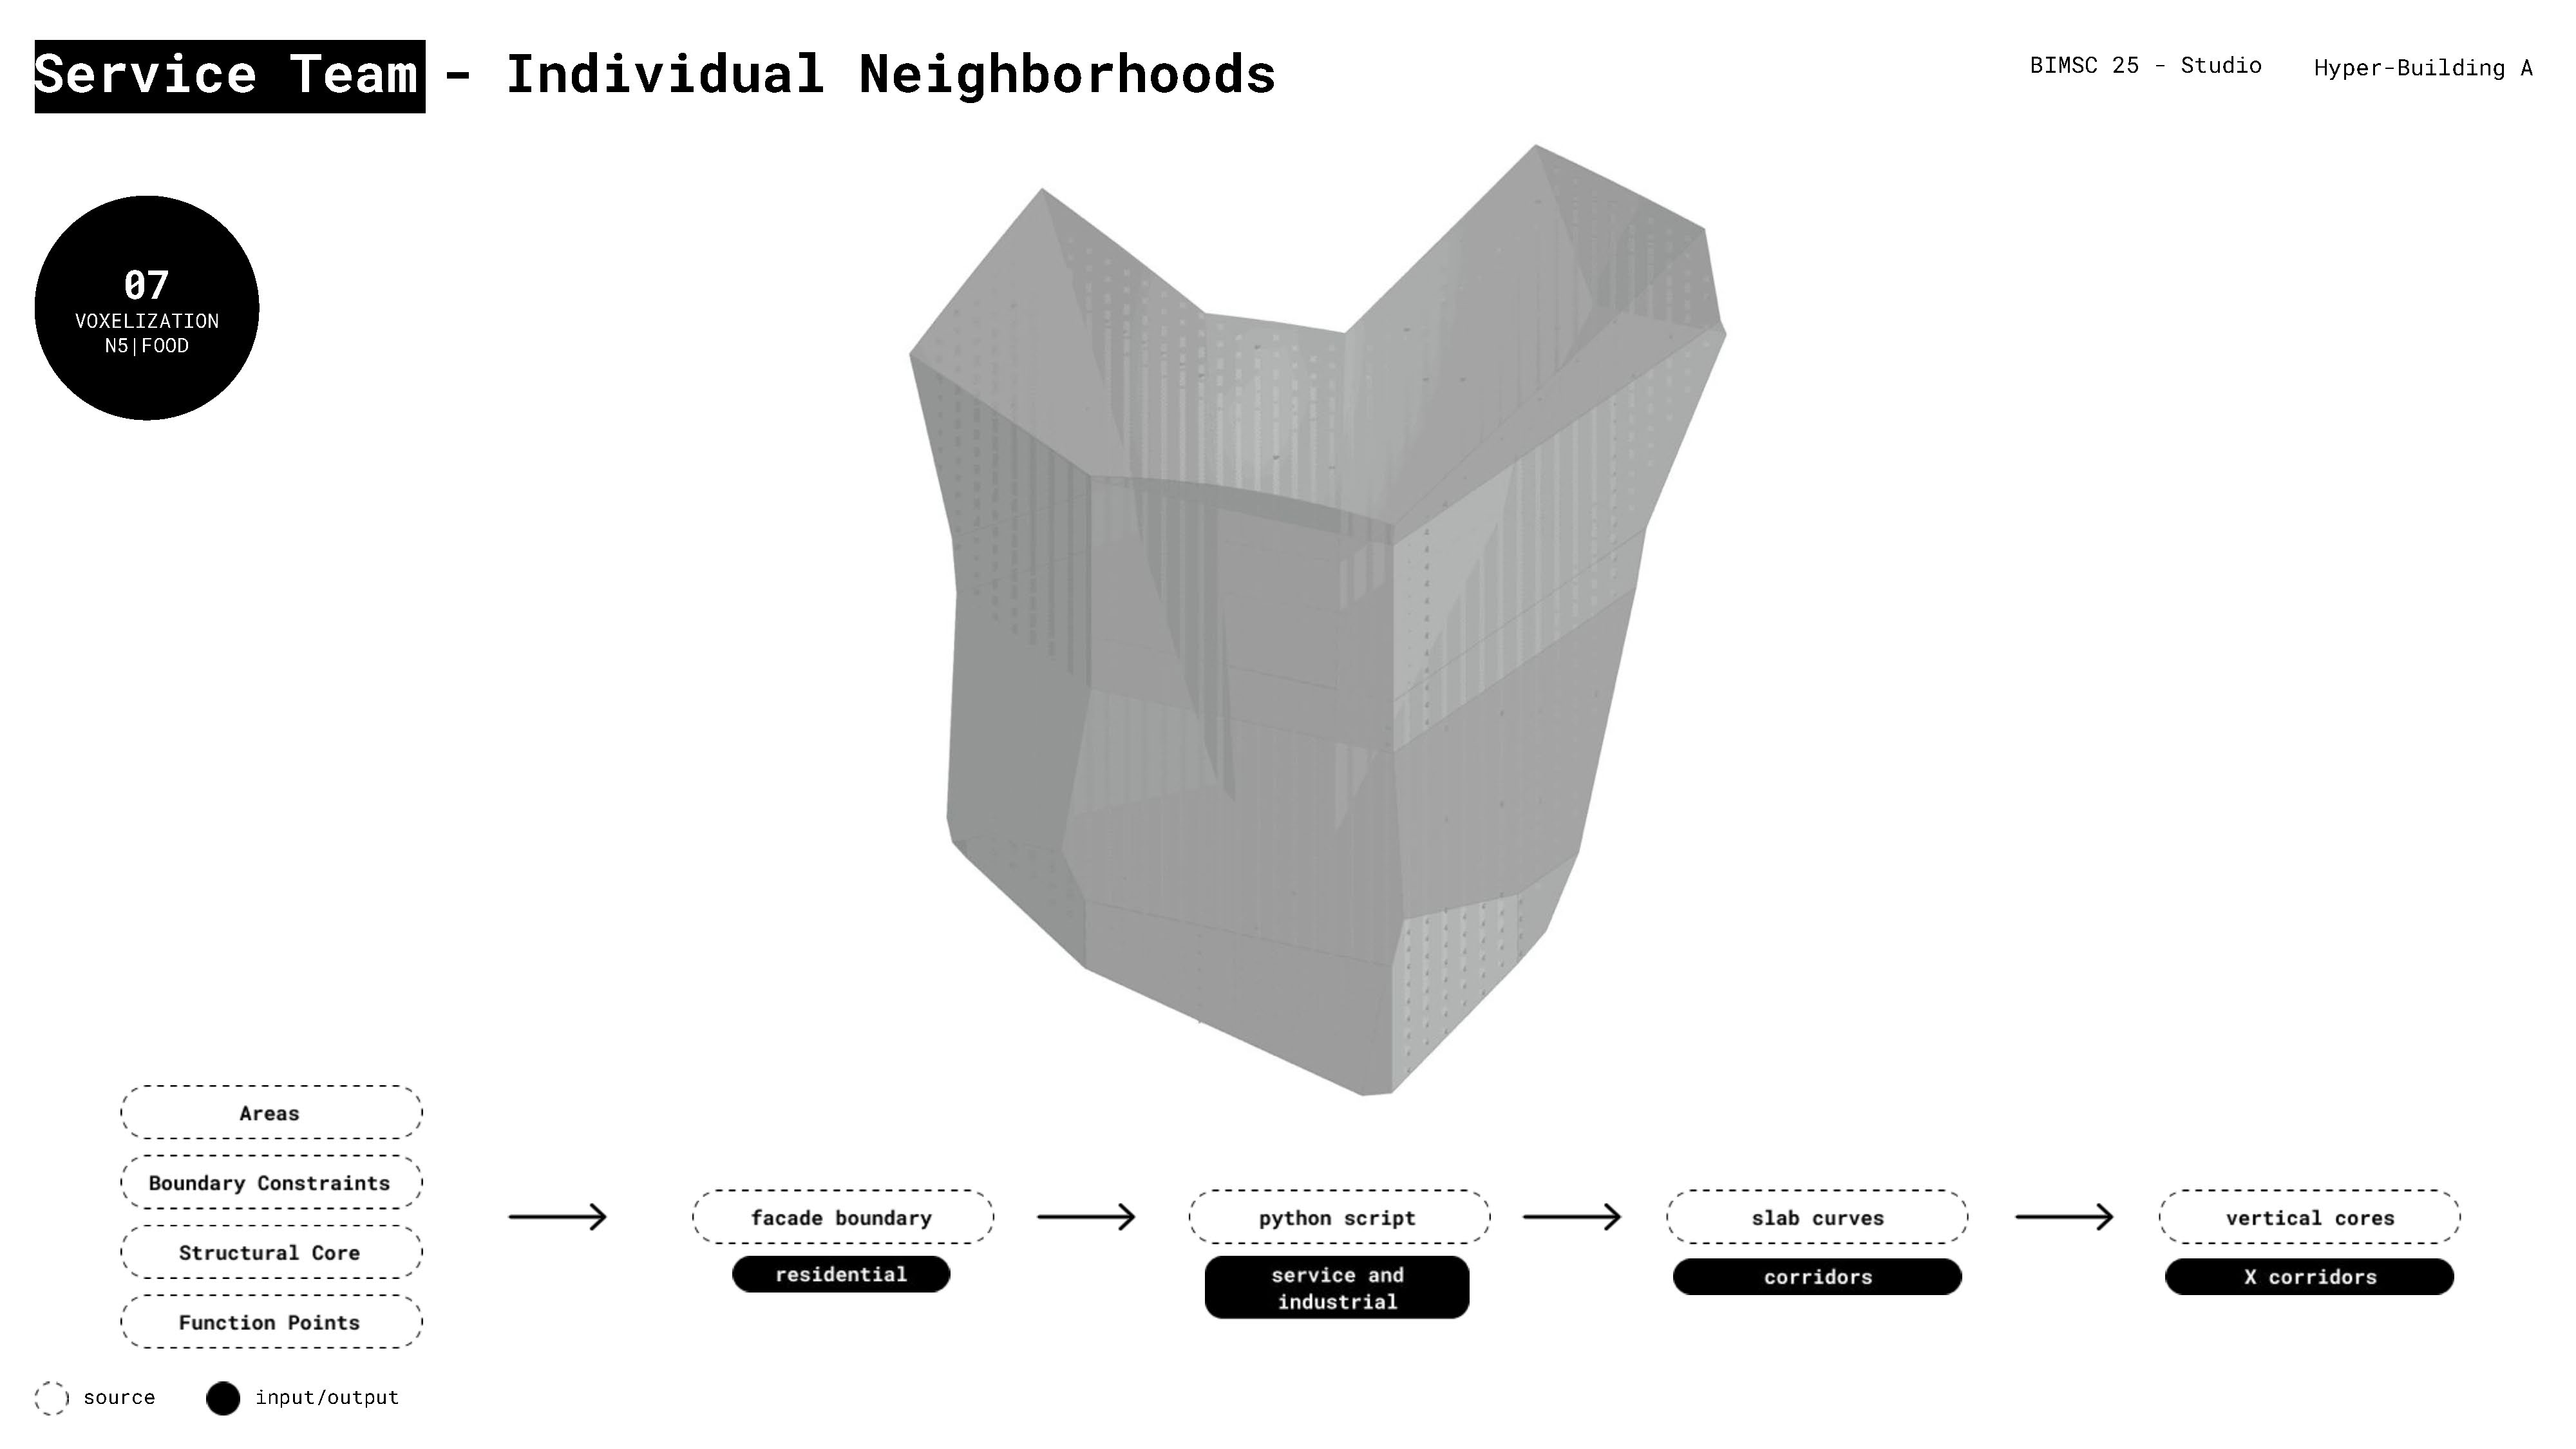 Service Team - Individual Neighborhoods
BIMSC 25 - Studio
Hyper-Building A
07
VOXELIZATION
N5|FOOD
Areas
Boundary Constraints
Structural Core
Function Points
facade boundary
residential
python script
service and
industrial
slab curves
corridors
vertical cores
X corridors
source
input/output